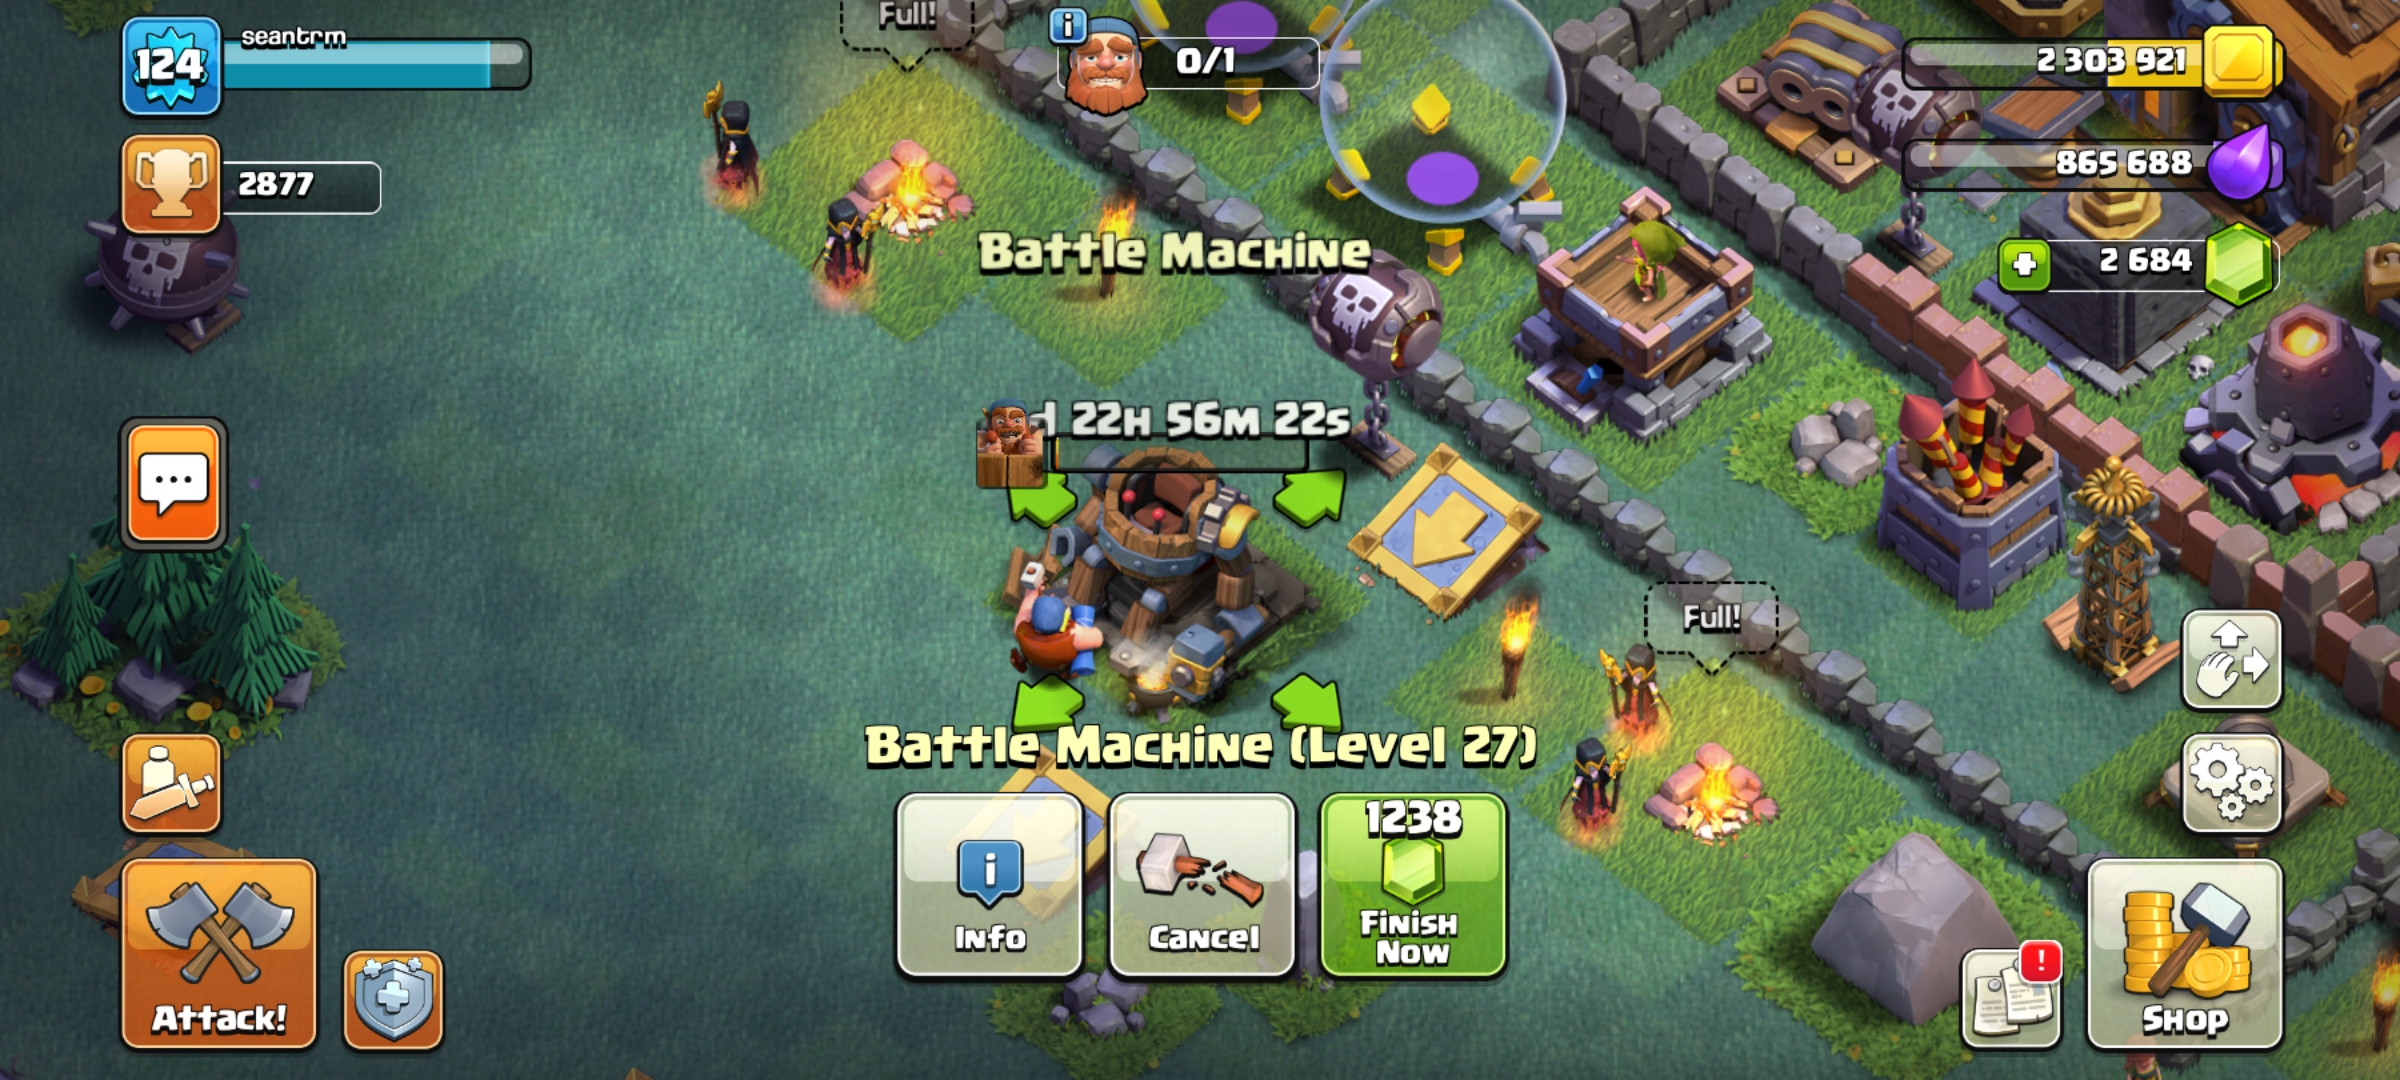 124
seantrm
Full!
0/1
2 303 921
2877
865 688
Battle Machine
2 684
22H 56M 22s
Full!
Battle Machine (Level 27)
Info
Cancel
1238
Finish
Now
Attack!
!
Shop